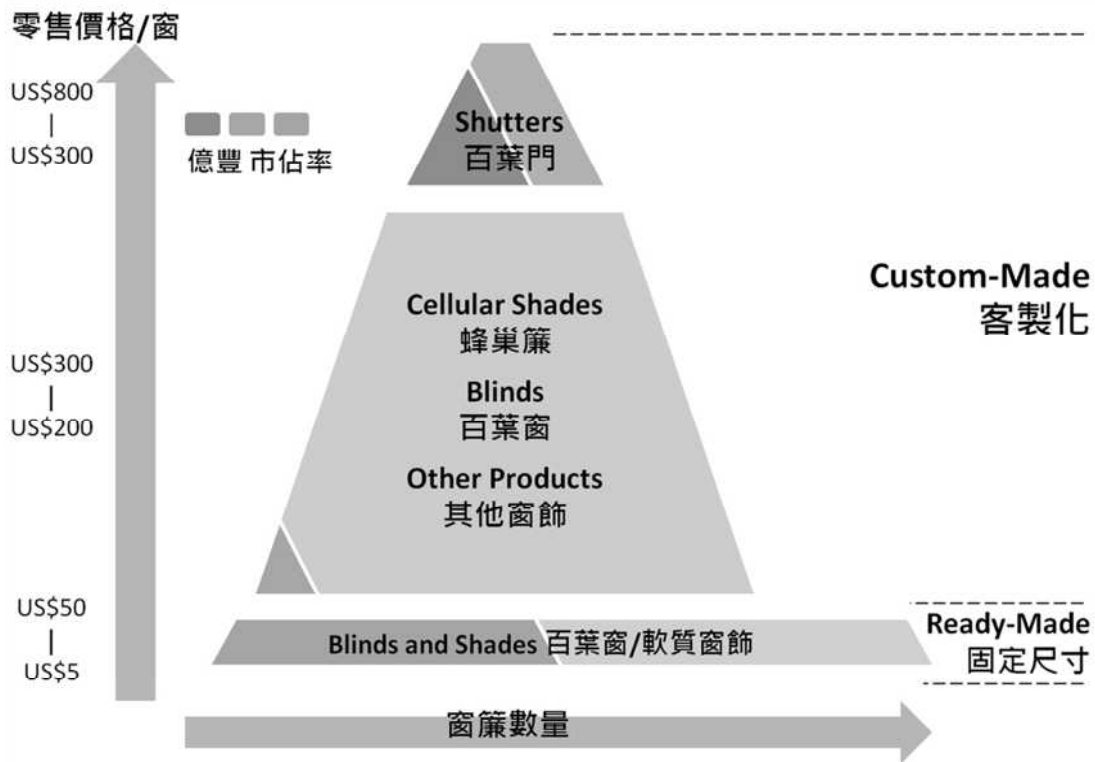 零售價格/窗
US$800
|
US$300
億豐 市佔率
Shutters
百葉門
Custom-Made
客製化
Cellular Shades
蜂巢簾
Blinds
百葉窗
Other Products
其他窗飾
US$300
|
US$200
US$50
|
US$5
Blinds and Shades 百葉窗/軟質窗飾
Ready-Made
固定尺寸
窗簾數量